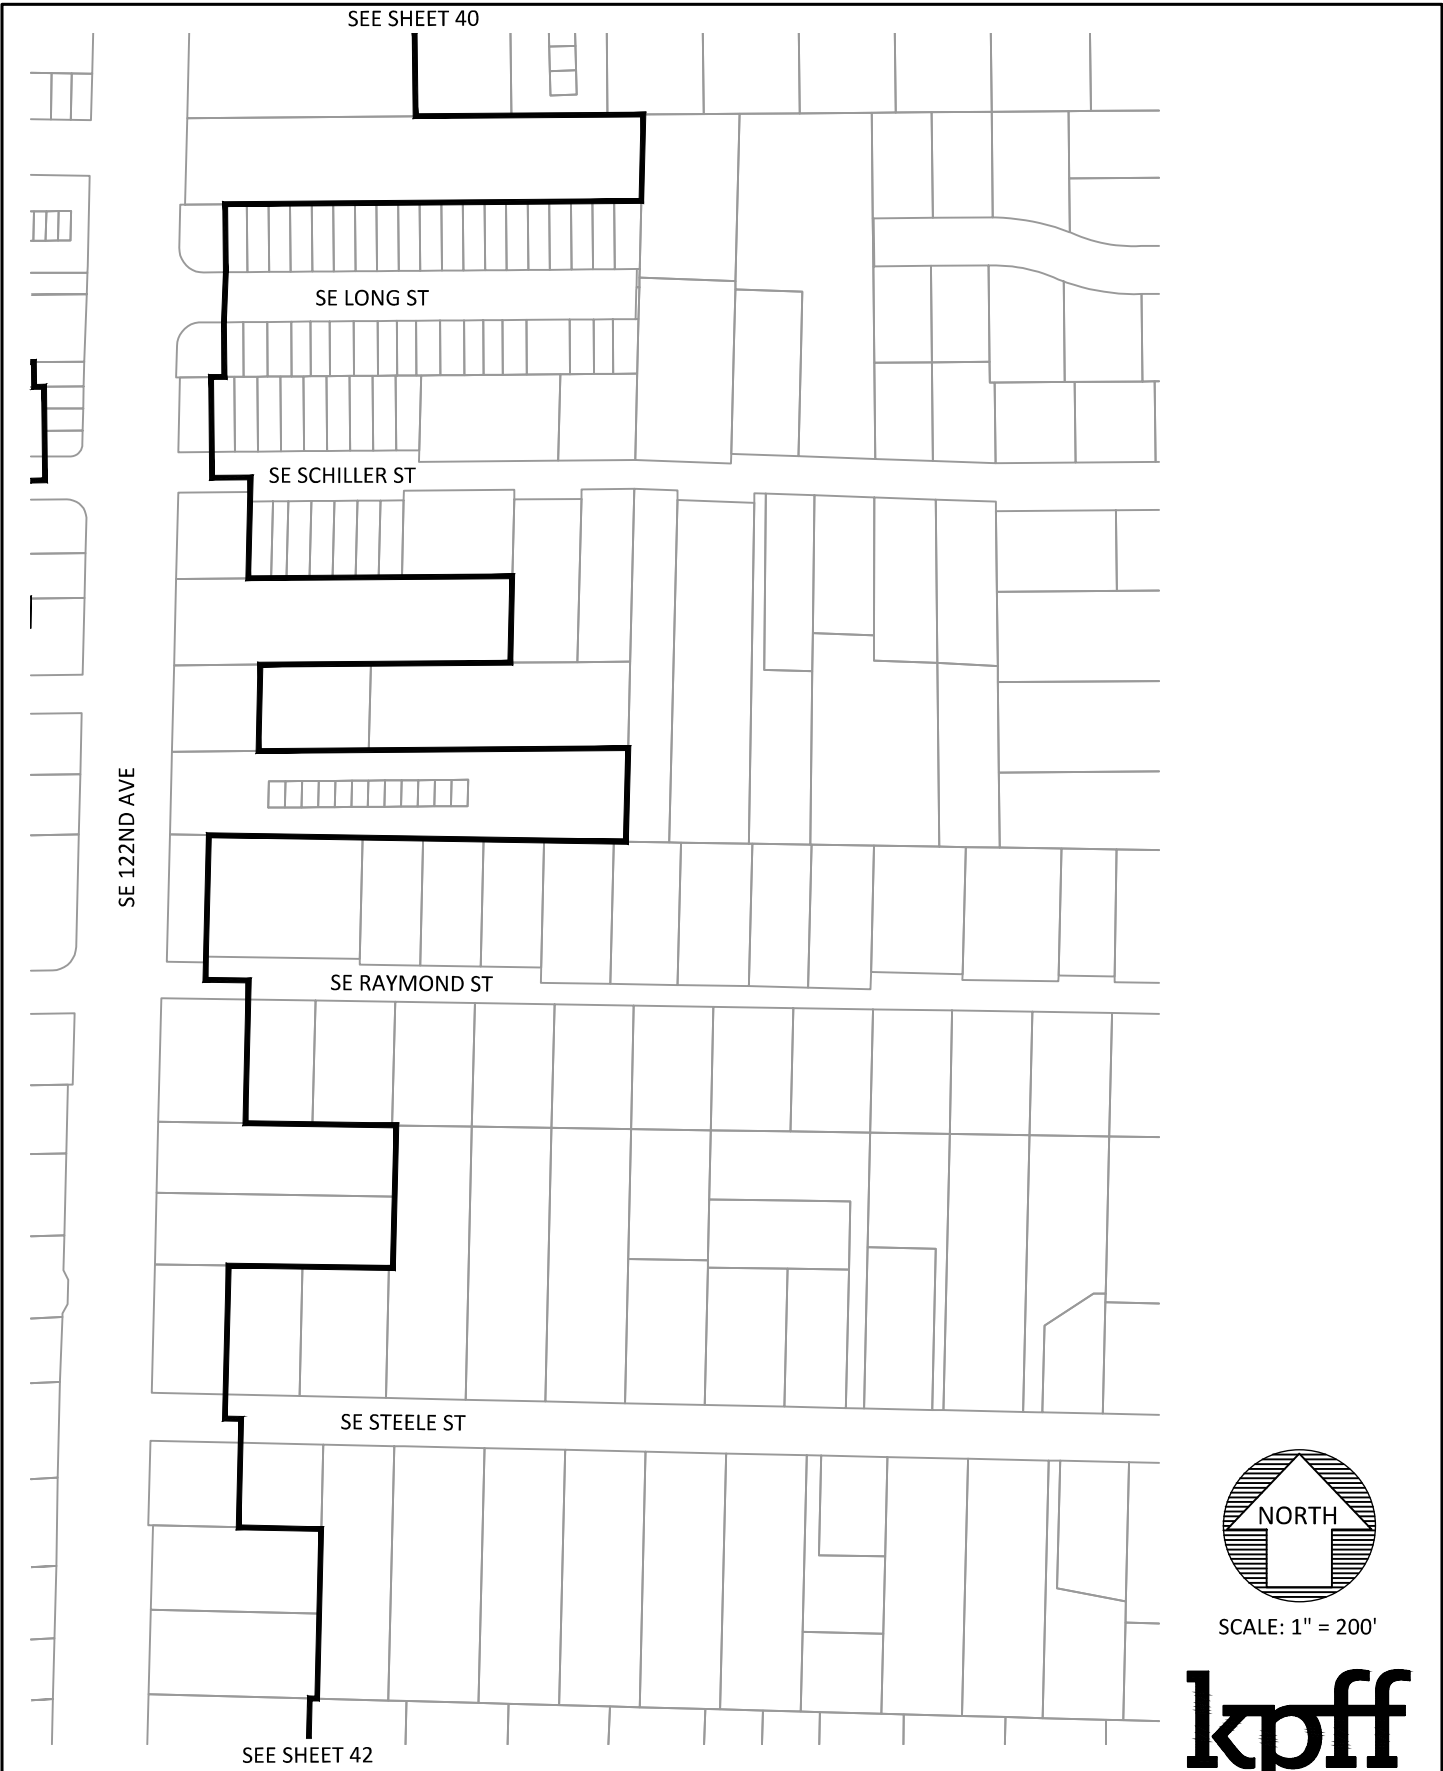 SEE SHEET 40
SE LONG ST
SE SCHILLER ST
SE 122ND AVE
SE RAYMOND ST
SE STEELE ST
NORTH
SCALE: 1" = 200'
kpff
SEE SHEET 42